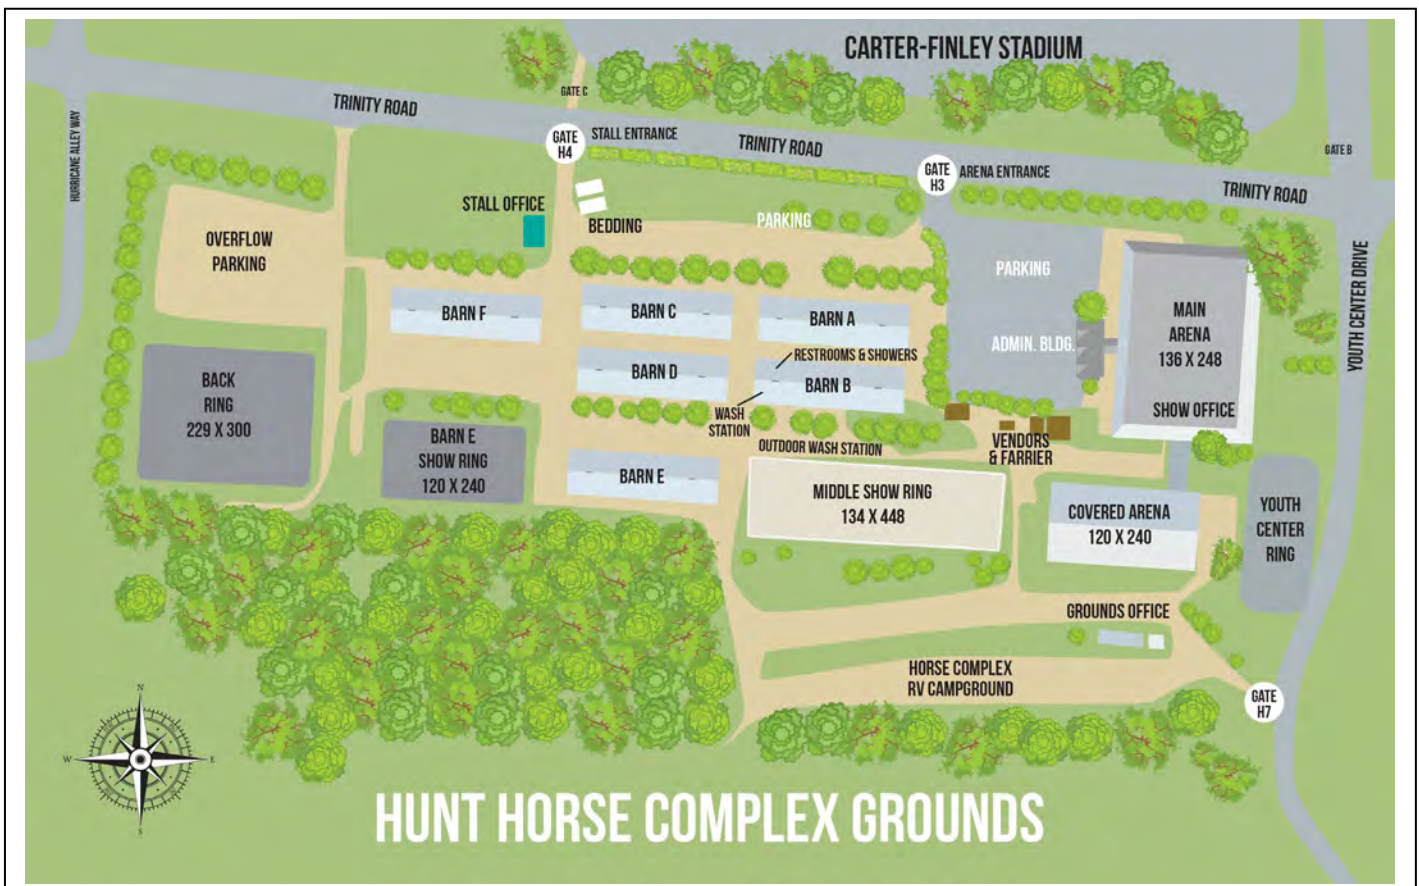 CARTER-FINLEY STADIUM
GATE C
TRINITY ROAD
GATE
H4
STALL ENTRANCE
TRINITY ROAD
GATE B
HURRICANE ALLEY WAY
GATE
H3
ARENA ENTRANCE
TRINITY ROAD
STALL OFFICE
BEDDING
PARKING
OVERFLOW
PARKING
PARKING
YOUTH CENTER DRIVE
BARN F
BARN C
BARN A
MAIN
ARENA
136 X 248
ADMIN. BLDG.
RESTROOMS & SHOWERS
BARN D
BARN B
BACK
RING
229 X 300
SHOW OFFICE
WASH
STATION
BARN E
SHOW RING
120 X 240
OUTDOOR WASH STATION
VENDORS
& FARRIER
BARN E
MIDDLE SHOW RING
134 X 448
COVERED ARENA
120 X 240
YOUTH
CENTER
RING
GROUNDS OFFICE
HORSE COMPLEX
RV CAMPGROUND
GATE
H7
N
W
E
S
HUNT HORSE COMPLEX GROUNDS